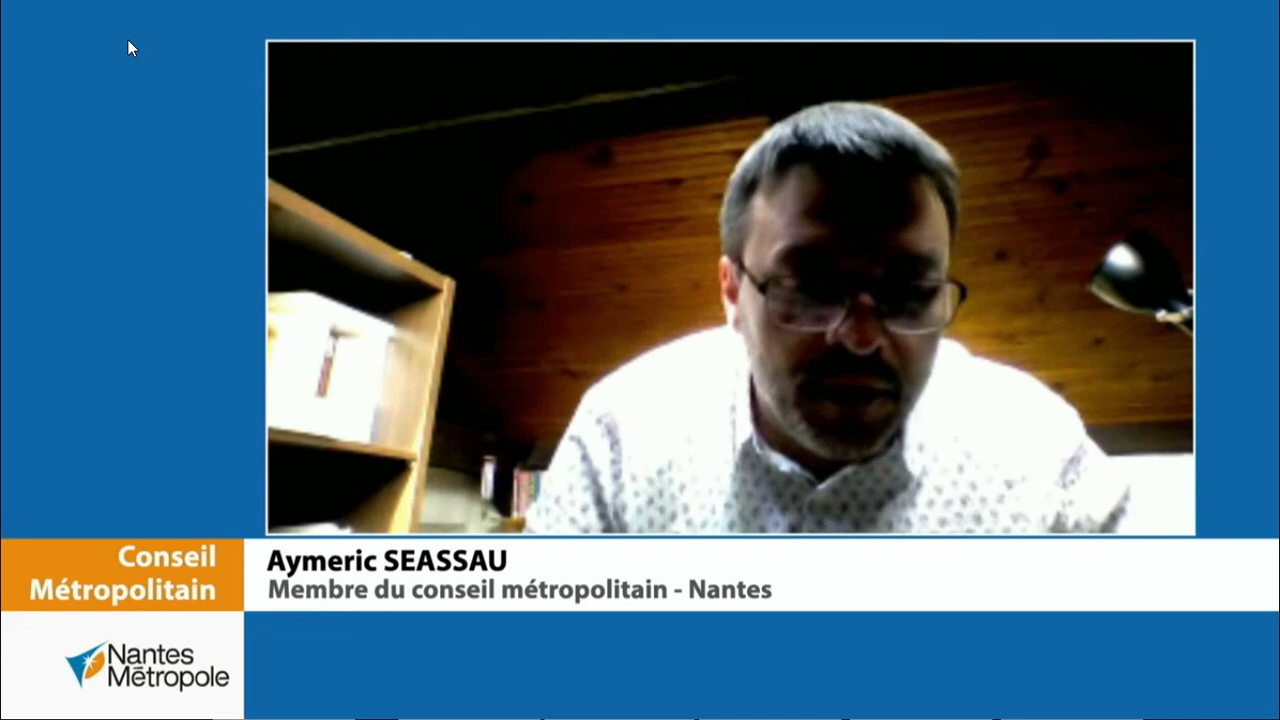 Conseil
Métropolitain
Aymeric SEASSAU
Membre du conseil métropolitain - Nantes
Nantes
Métropole